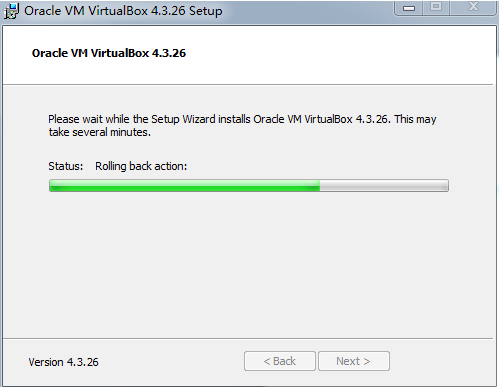 Oracle VM VirtualBox 4.3.26 Setup
Oracle VM VirtualBox 4.3.26
Please wait while the Setup Wizard installs Oracle VM VirtualBox 4.3.26. This may
take several minutes.
Status: Rolling back action:
Version 4.3.26 < Back Next >